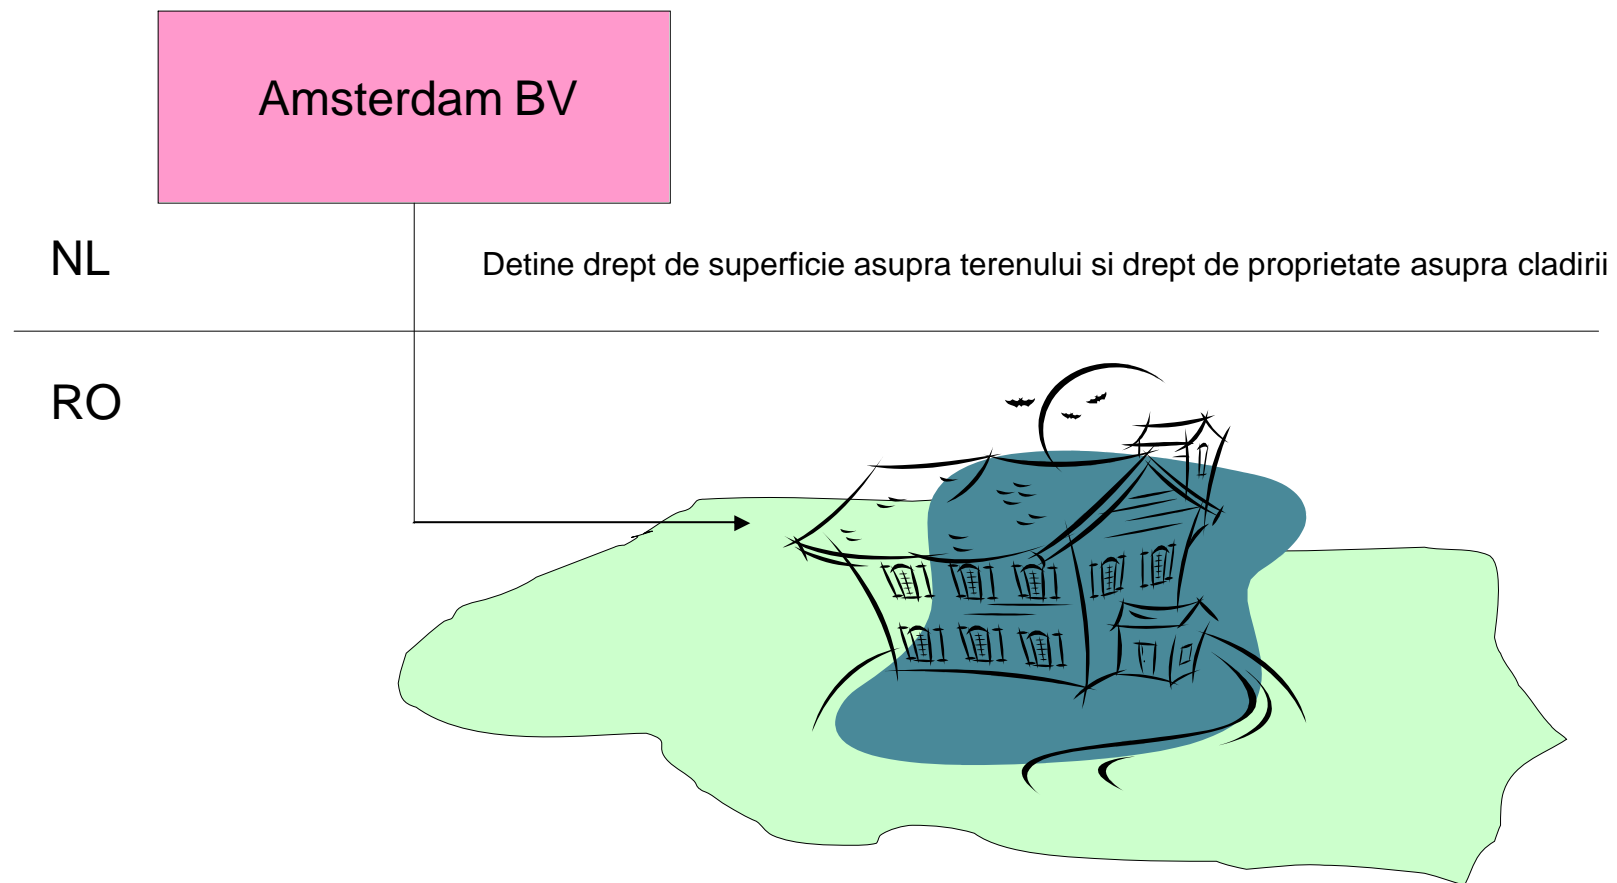 Amsterdam BV
NL
Detine drept de superficie asupra terenului si drept de proprietate asupra cladirii
RO